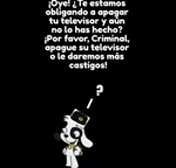 ¡Oye! ¿Te estamos
obligando a apagar
tu televisor y aún
no lo has hecho?
¡Por favor, Criminal,
apague su televisor
o le daremos más
castigos!
?